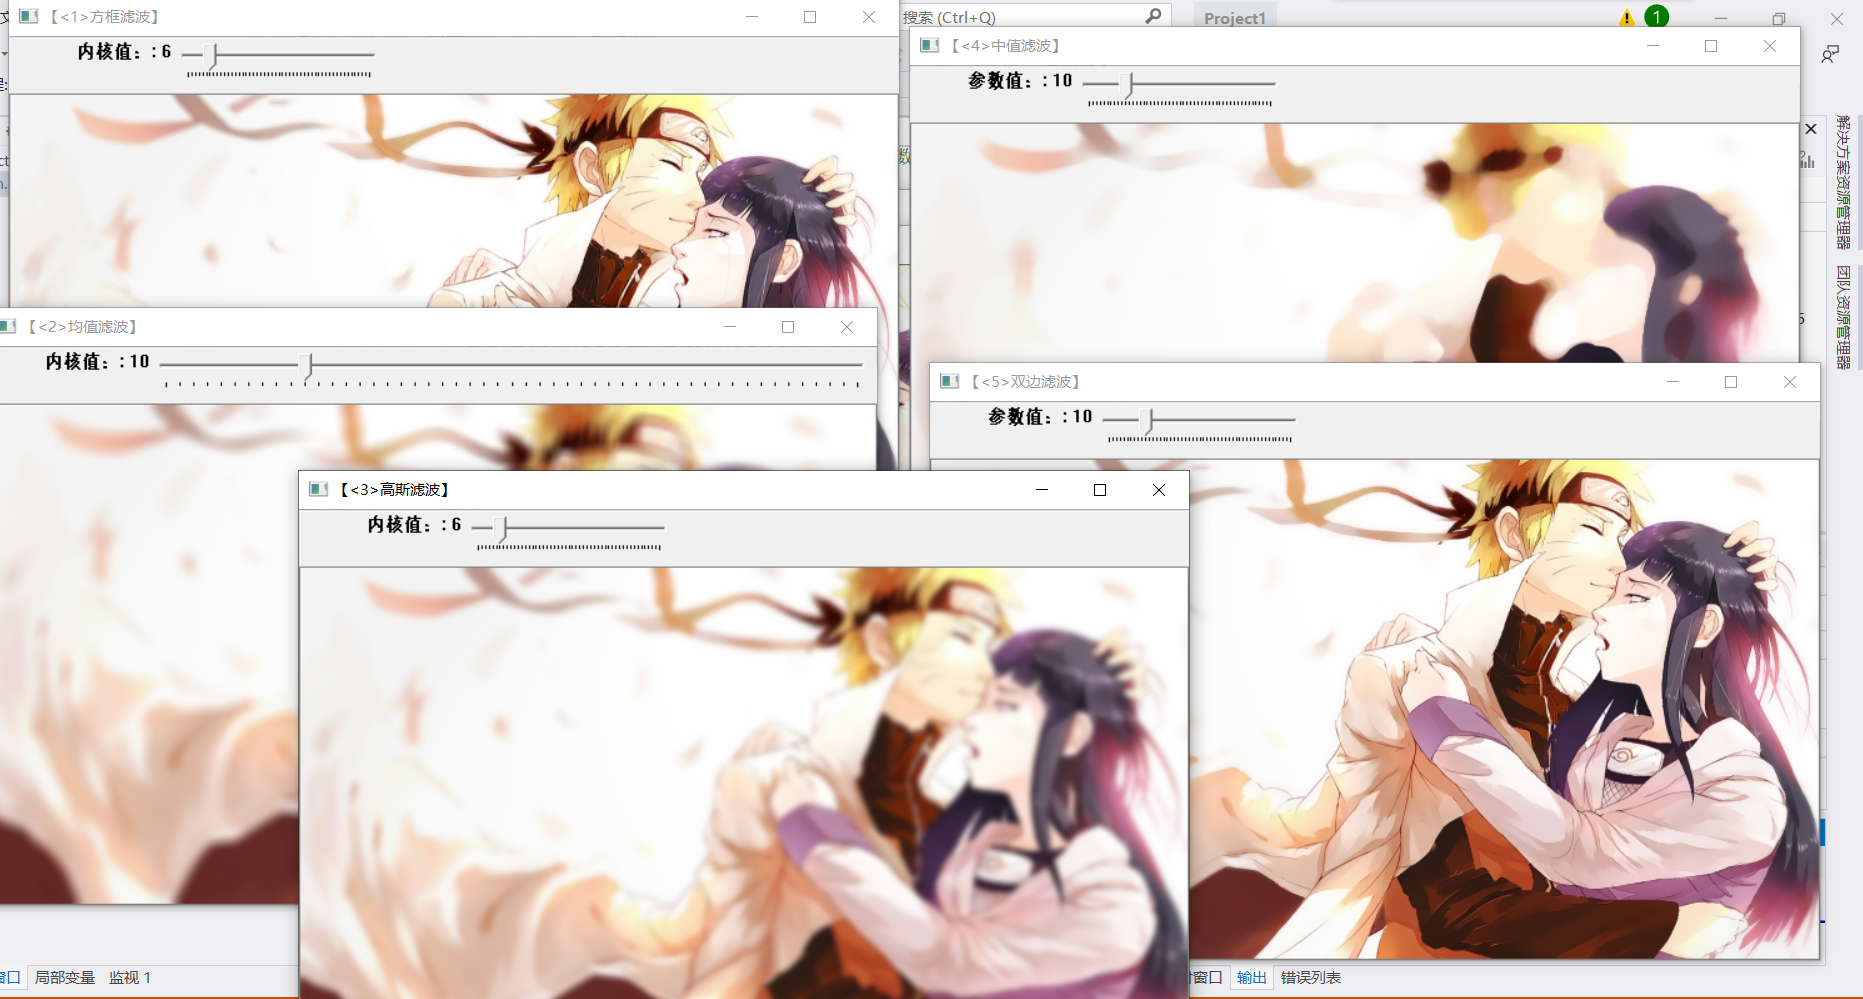 【<1>方框滤波】
内核值：: 6
搜索 (Ctrl+Q)
Project1
1
【<4>中值滤波】
参数值：: 10
解决方案资源管理器
团队资源管理器
【<2>均值滤波】
内核值：: 10
【<5>双边滤波】
参数值：: 10
【<3>高斯滤波】
内核值：: 6
窗口 局部变量 监视 1
窗口 输出 错误列表